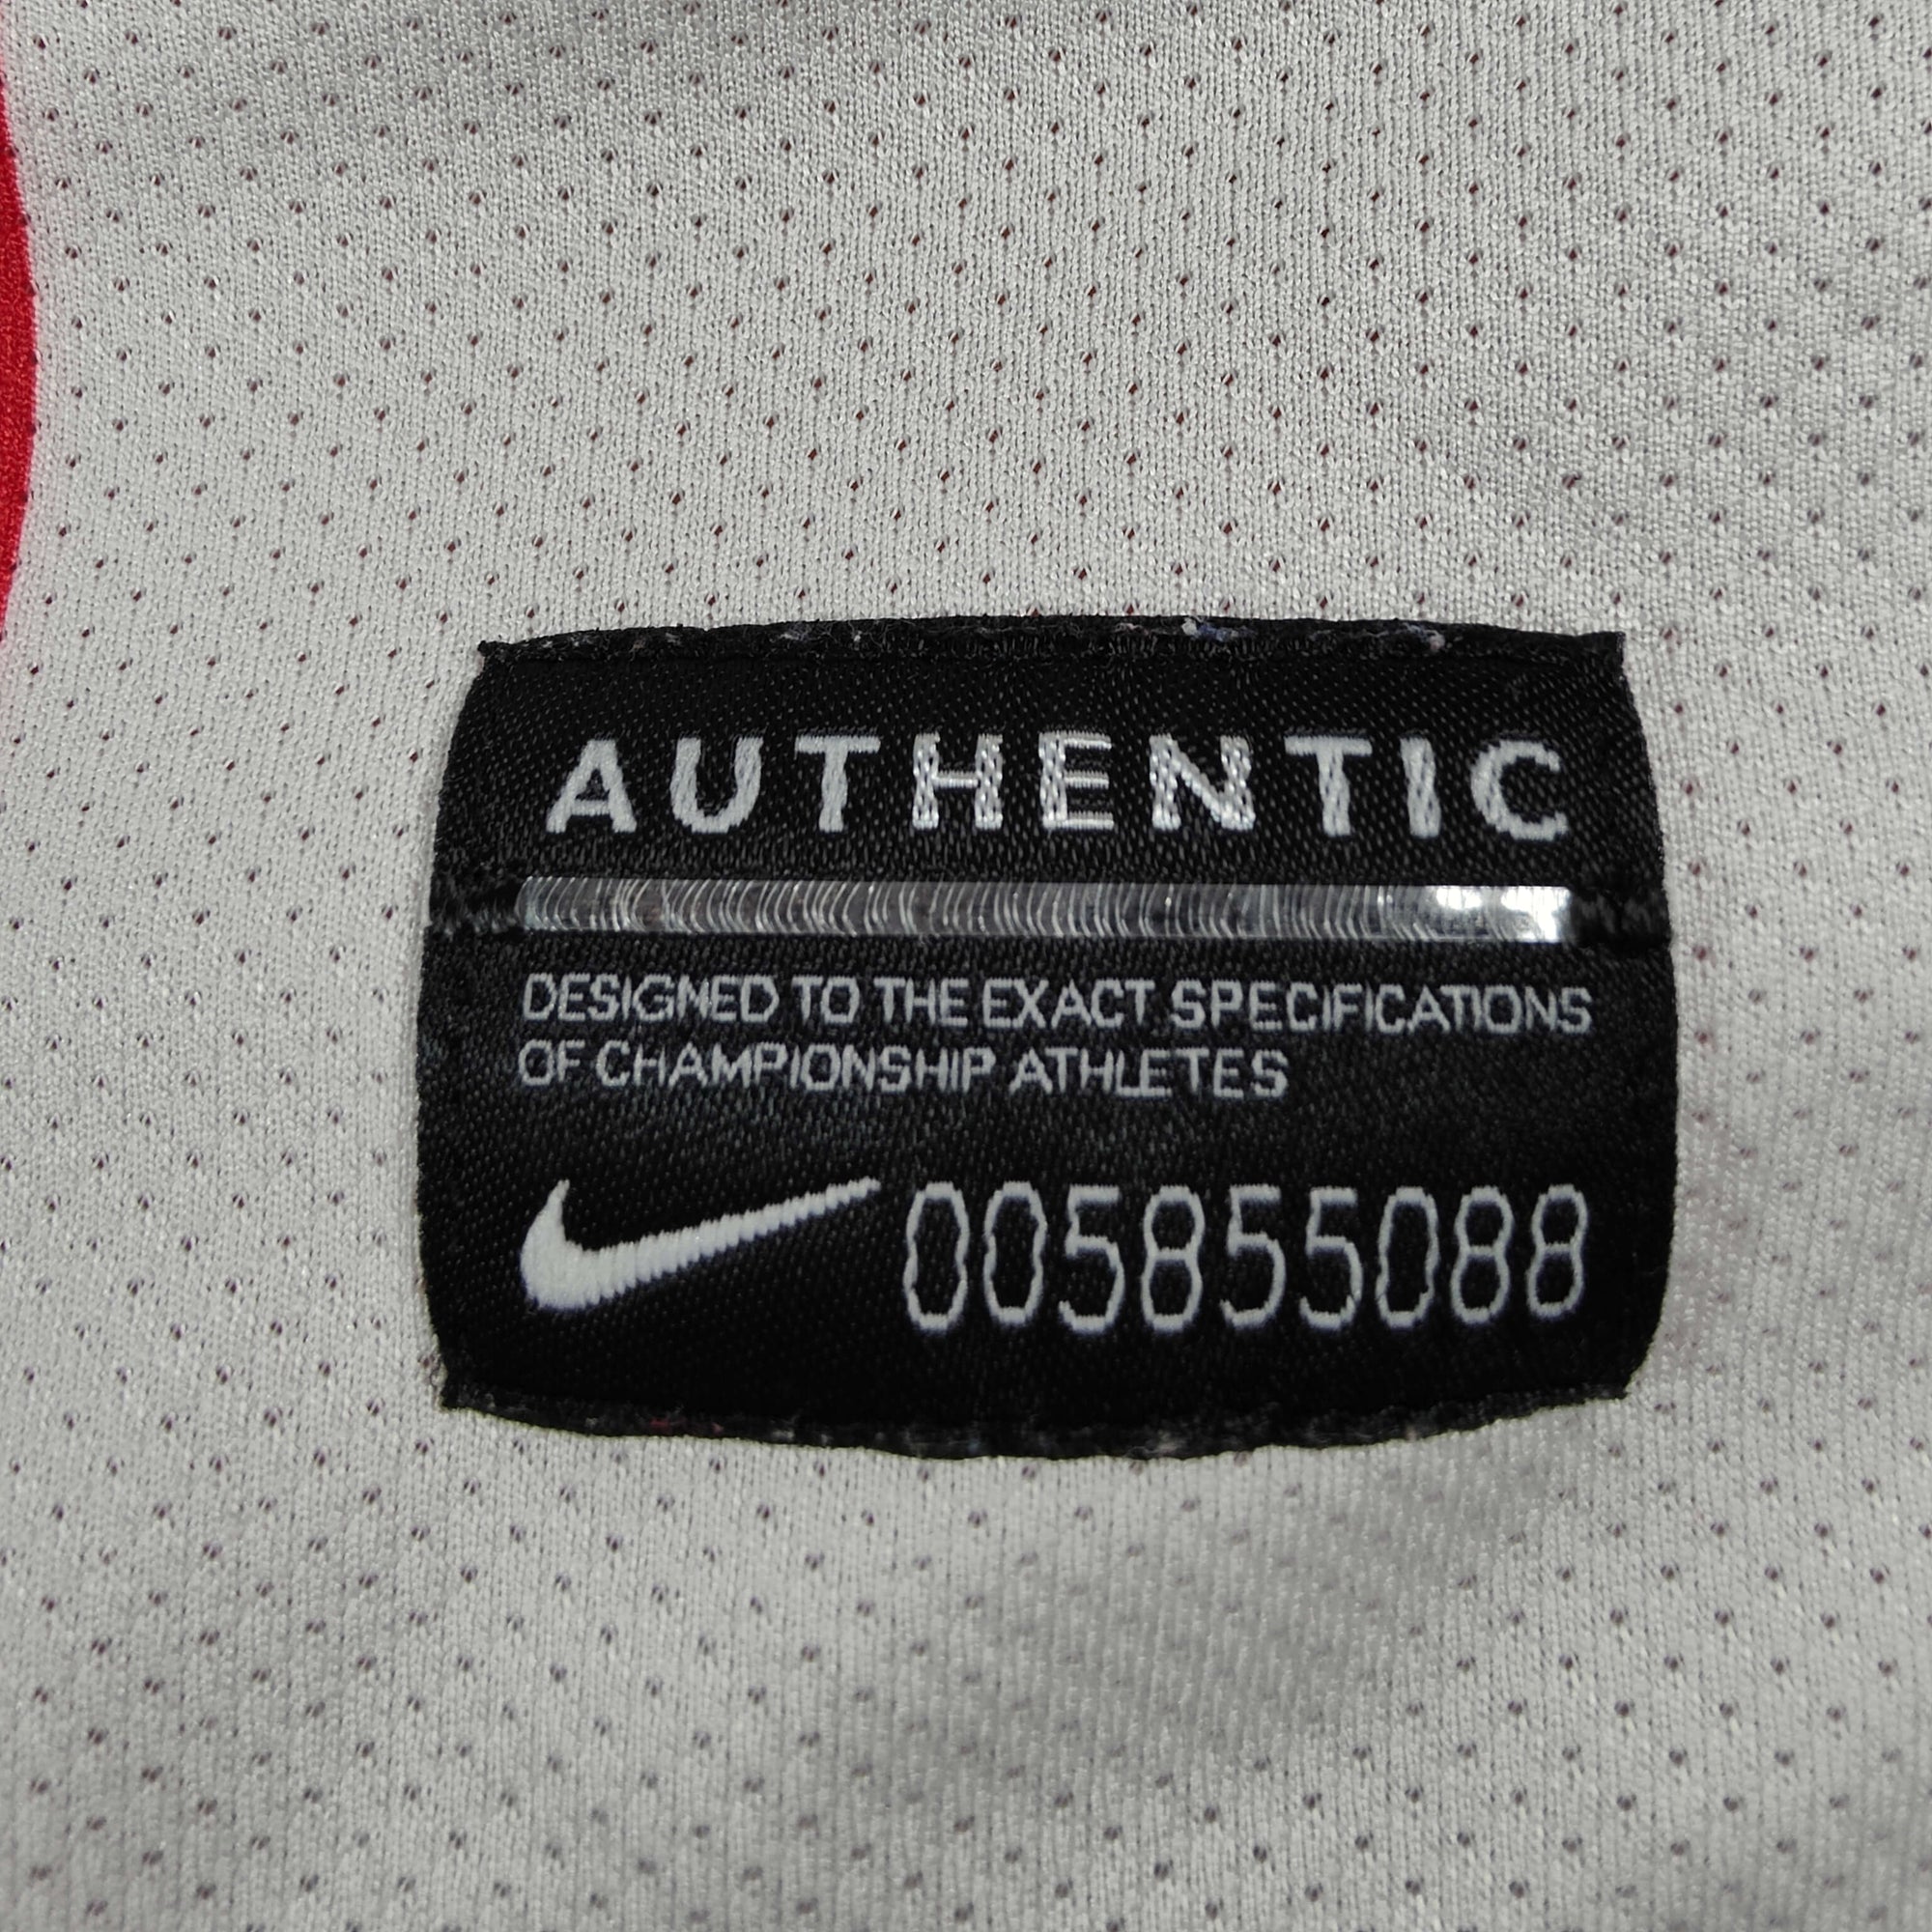 AUTHENTIC
DESIGNED TO THE EXACT SPECIFICATIONS
OF CHAMPIONSHIP ATHLETES
005855088